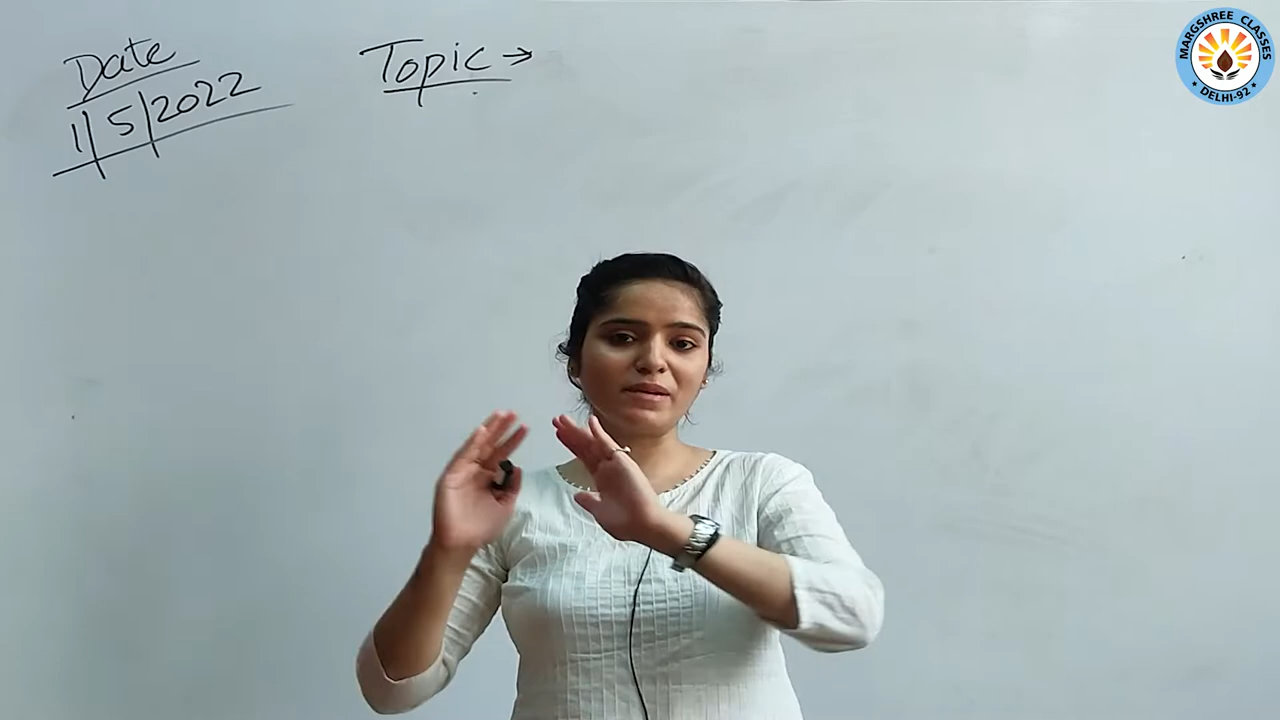 Date
1/5/2022
Topic →
MARGSHREE CLASSES
DELHI-92